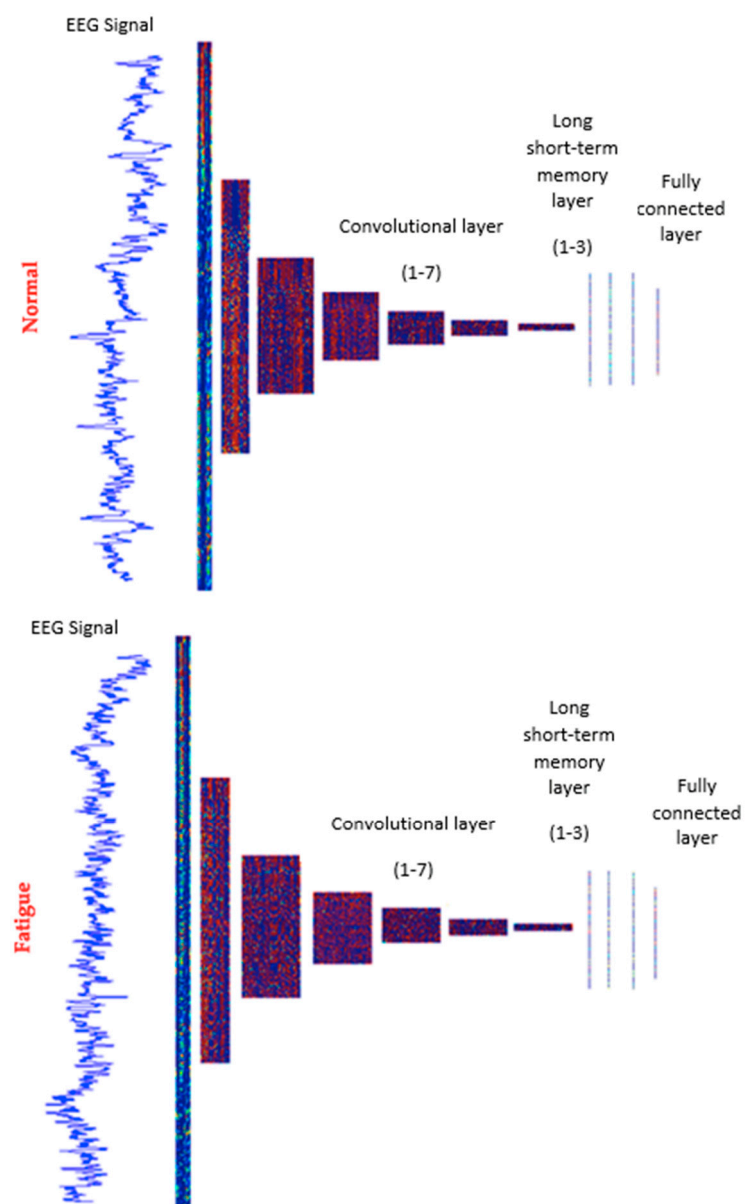 EEG Signal
Long
short-term
memory
layer
(1-3)
Fully
connected
layer
Convolutional layer
(1-7)
Normal
EEG Signal
Long
short-term
memory
layer
(1-3)
Fully
connected
layer
Convolutional layer
(1-7)
Fatigue